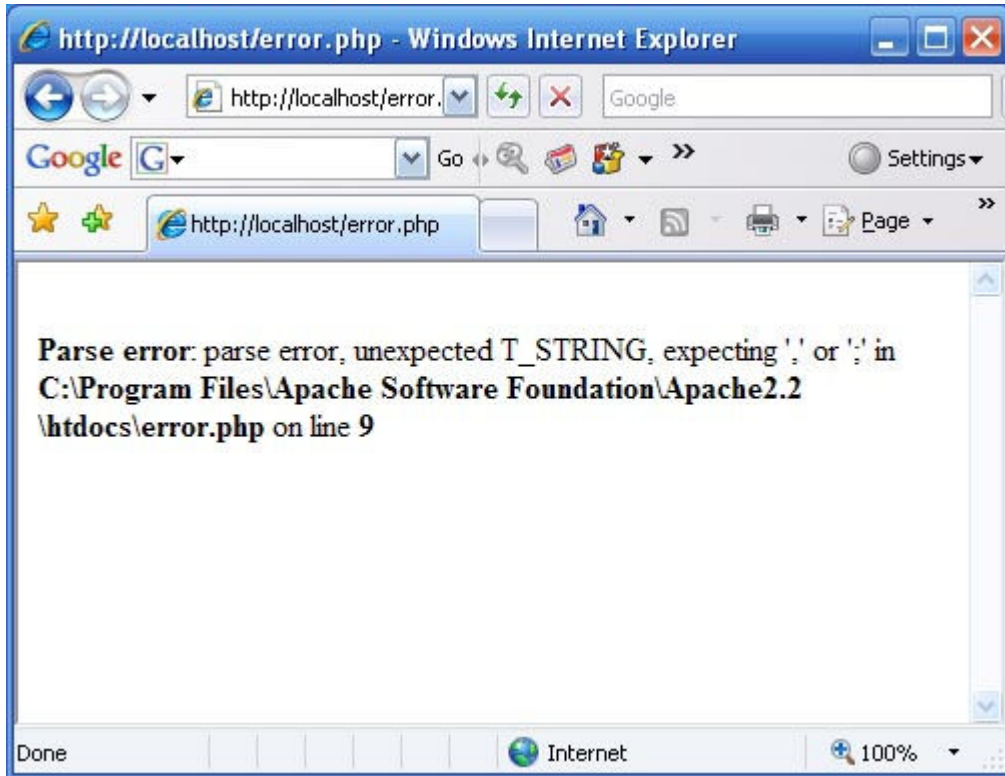 http://localhost/error.php - Windows Internet Explorer
http://localhost/error.
Google
Google G Go » Settings
http://localhost/error.php Page »
Parse error: parse error, unexpected T_STRING, expecting ',' or ';' in
C:\Program Files\Apache Software Foundation\Apache2.2
\htdocs\error.php on line 9
Done Internet 100%